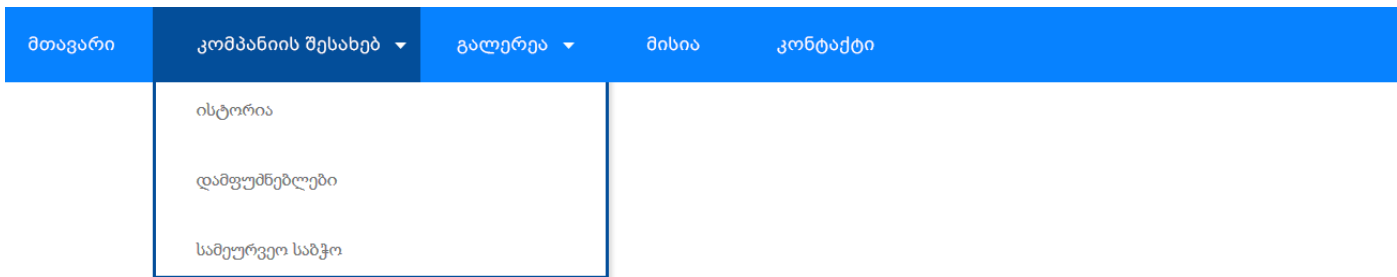 მთავარი კომპანიის შესახებ გალერეა მისია კონტაქტი
ისტორია
დამფუძნებლები
სამეურვეო საბჭო